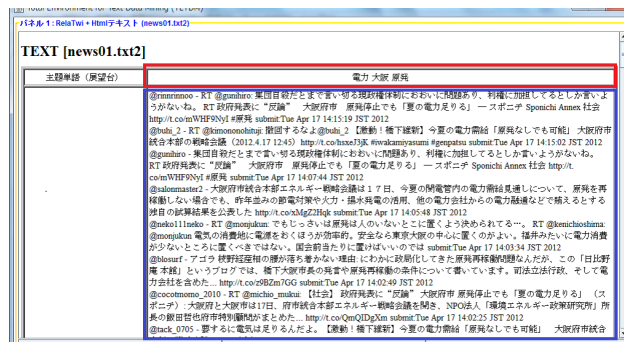 Total Environment for Text Data Mining (TETDM)
パネル 1 : RelaTwi + Htmlテキスト (news01.txt2)
TEXT [news01.txt2]
主題単語（展望台）
電力 大阪 原発
@rinnrinnoo - RT @gunihiro: 集団自殺だとまで言い切る現政権体制におおいに問題あり、利権に加担してるとしか言いよ
うがないね。 RT 政府発表に“反論”　大阪府市　原発停止でも「夏の電力足りる」 ― スポニチ Sponichi Annex 社会
http://t.co/mWHF9NyI #原発 submit:Tue Apr 17 14:15:19 JST 2012
@buhi_2 - RT @kimononohituji: 撤回するなよ@buhi_2 【激動！橋下維新】今夏の電力需給「原発なしでも可能」 大阪府市
統合本部の戦略会議（2012.4.17 12:45）http://t.co/hsxeJ3jK #iwakamiyasumi #genpatsu submit:Tue Apr 17 14:15:02 JST 2012
@gunihiro - 集団自殺だとまで言い切る現政権体制におおいに問題あり、利権に加担してるとしか言いようがないね。
RT 政府発表に“反論”　大阪府市　原発停止でも「夏の電力足りる」 ― スポニチ Sponichi Annex 社会 http://t.
co/mWHF9NyI #原発 submit:Tue Apr 17 14:07:44 JST 2012
@salonmaster2 - 大阪府市統合本部エネルギー戦略会議は１７日、今夏の関電管内の電力需給見通しについて、原発を再
稼働しない場合でも、昨年並みの節電対策や火力・揚水発電の活用、他の電力会社からの電力融通などで賄えるとする
独自の試算結果を公表した http://t.co/xMgZ2Hqk submit:Tue Apr 17 14:05:48 JST 2012
@neko11neko - RT @monjukun: でもじっさいは原発は人のいないとこに置くよう決められてる…。 RT @kenichioshima:
@monjukun 電気の消費地に電源をおくほうが効率的。安全なら東京大阪の中心に置くのがよい。福井みたいに電力消費
が少ないところに置くべきではない。国会前当たりに置けばいいのでは submit:Tue Apr 17 14:03:34 JST 2012
@blosurf - アゴラ 枝野経産相の腰が落ち着かない理由: にわかに政局化してきた原発再稼働問題なんだが、この「日比野
庵 本館」というブログでは、橋下大阪市長の発言や原発再稼働の条件について書いています。司法立法行政、そして電
力会社を含めた... http://t.co/z9BZm7GG submit:Tue Apr 17 14:02:49 JST 2012
@cocotmomo_2010 - RT @michio_mukui: 【社会】 政府発表に“反論” 大阪府市 原発停止でも「夏の電力足りる」 （ス
ポニチ）: 大阪府と大阪市は17日、府市統合本部エネルギー戦略会議を開き、NPO法人「環境エネルギー政策研究所」所
長の飯田哲也府市特別顧問がまとめた... http://t.co/QmQIDgXm submit:Tue Apr 17 14:02:25 JST 2012
@tack_0705 - 要するに電気は足りるんだよ。【激動！橋下維新】今夏の電力需給「原発なしでも可能」　大阪府市統合